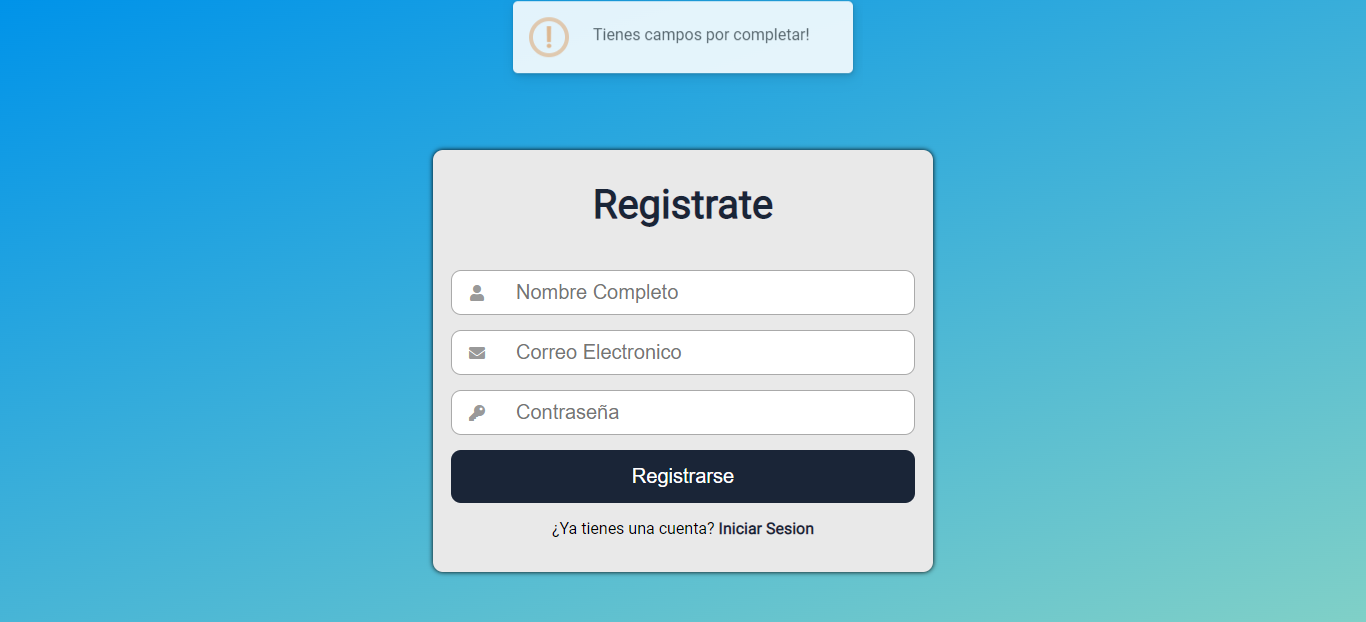 Tienes campos por completar!
Registrate
Nombre Completo
Correo Electronico
Contraseña
Registrarse
¿Ya tienes una cuenta? Iniciar Sesion